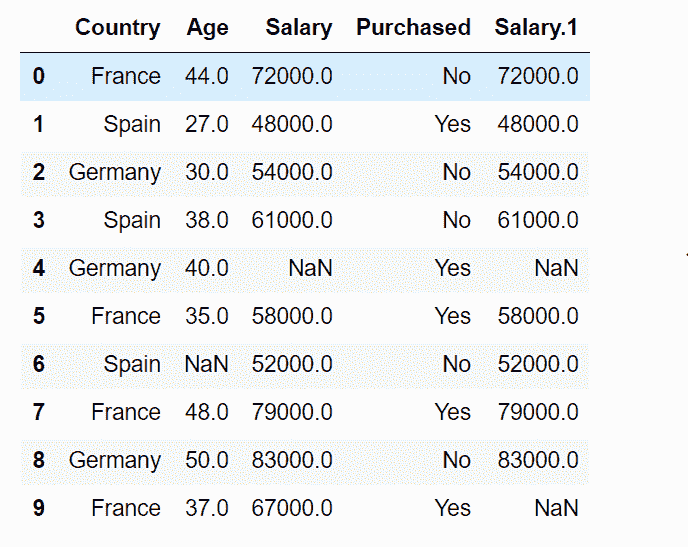 Country Age Salary Purchased Salary.1
0 France 44.0 72000.0 No 72000.0
1 Spain 27.0 48000.0 Yes 48000.0
2 Germany 30.0 54000.0 No 54000.0
3 Spain 38.0 61000.0 No 61000.0
4 Germany 40.0 NaN Yes NaN
5 France 35.0 58000.0 Yes 58000.0
6 Spain NaN 52000.0 No 52000.0
7 France 48.0 79000.0 Yes 79000.0
8 Germany 50.0 83000.0 No 83000.0
9 France 37.0 67000.0 Yes NaN